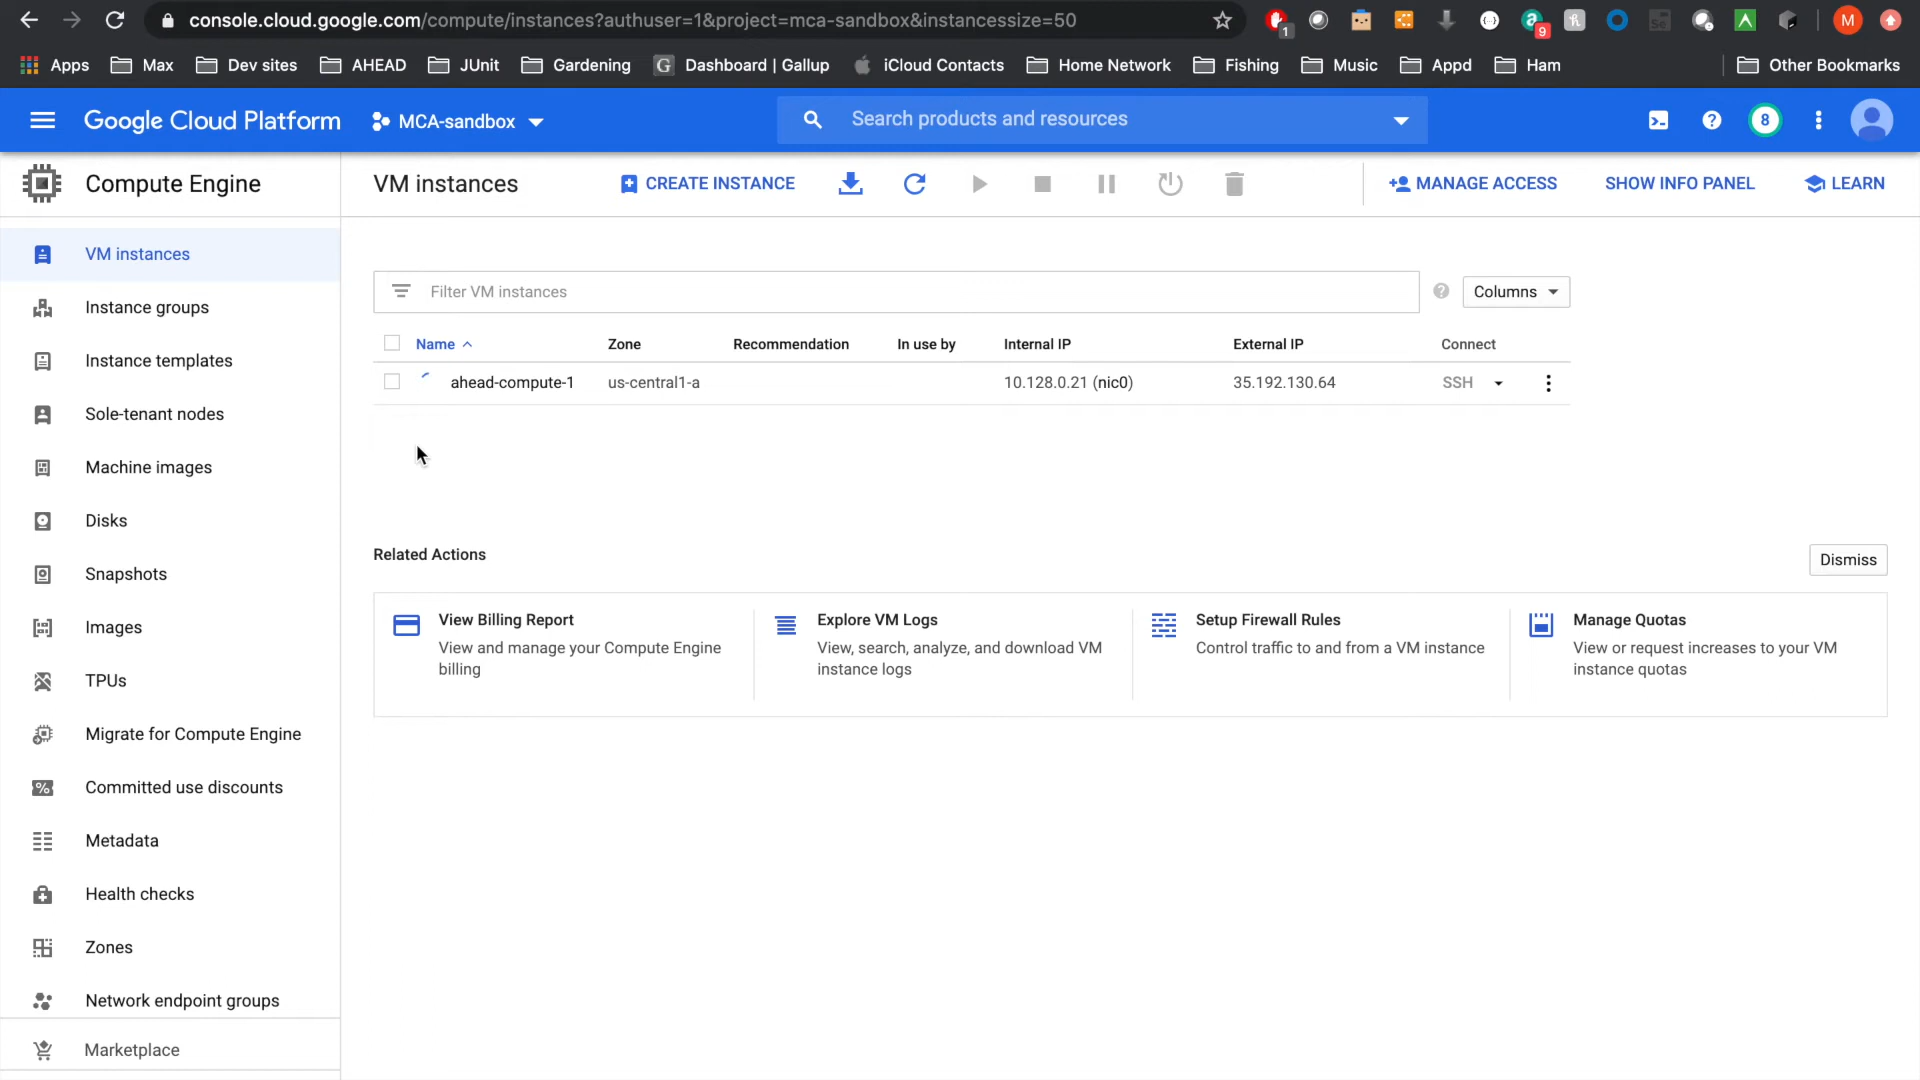 console.cloud.google.com/compute/instances?authuser=1&project=mca-sandbox&instancessize=50
1
9
M
Apps Max Dev sites AHEAD JUnit Gardening G Dashboard | Gallup iCloud Contacts Home Network Fishing Music Appd Ham Other Bookmarks
Google Cloud Platform MCA-sandbox Search products and resources 8
Compute Engine VM instances CREATE INSTANCE MANAGE ACCESS SHOW INFO PANEL LEARN
VM instances
Instance groups
Instance templates
Sole-tenant nodes
Machine images
Disks
Snapshots
Images
TPUs
Migrate for Compute Engine
Committed use discounts
Metadata
Health checks
Zones
Network endpoint groups
Marketplace
Filter VM instances Columns
Name Zone Recommendation In use by Internal IP External IP Connect
ahead-compute-1 us-central1-a 10.128.0.21 (nic0) 35.192.130.64 SSH
Related Actions Dismiss
View Billing Report
View and manage your Compute Engine
billing
Explore VM Logs
View, search, analyze, and download VM
instance logs
Setup Firewall Rules
Control traffic to and from a VM instance
Manage Quotas
View or request increases to your VM
instance quotas